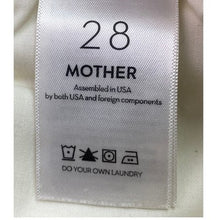 28
MOTHER
Assembled in USA
by both USA and foreign components
DO YOUR OWN LAUNDRY